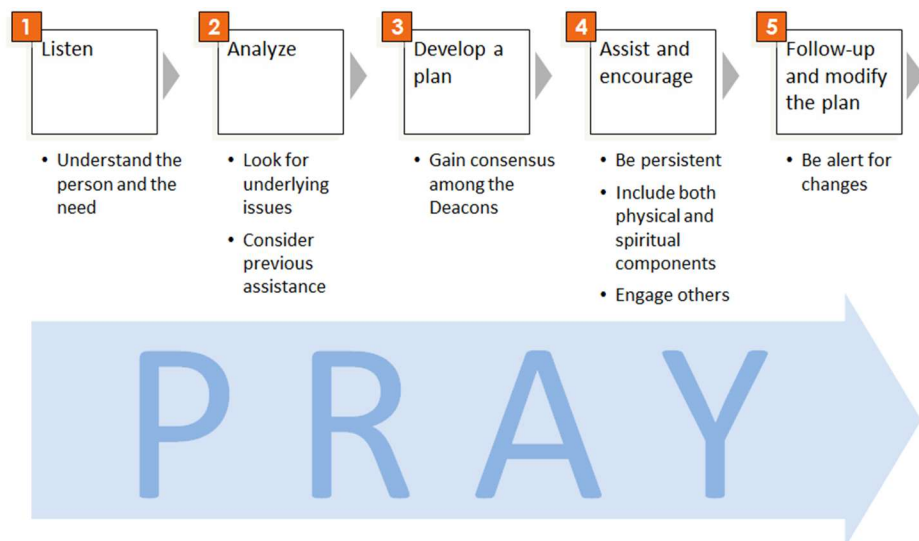 1
Listen
• Understand the
person and the
need
2
Analyze
• Look for
underlying
issues
• Consider
previous
assistance
3
Develop a
plan
• Gain consensus
among the
Deacons
4
Assist and
encourage
• Be persistent
• Include both
physical and
spiritual
components
• Engage others
5
Follow-up
and modify
the plan
• Be alert for
changes
PRAY